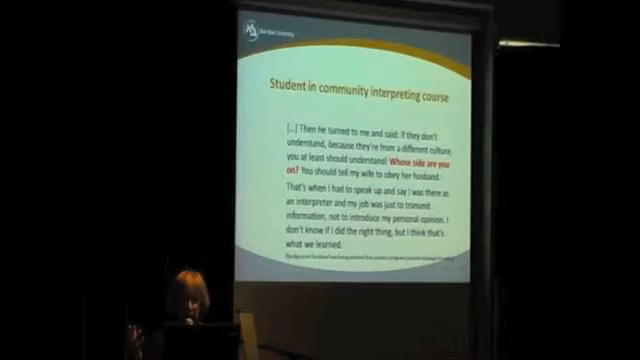 Bar-Ilan University
Student in community interpreting course
[...] Then he turned to me and said: if they don't
understand, because they're from a different culture,
you at least should understand! Whose side are you
on? You should tell my wife to obey her husband.
That's when I had to speak up and say I was there as
an interpreter and my job was just to transmit
information, not to introduce my personal opinion. I
don't know if I did the right thing, but I think that's
what we learned.